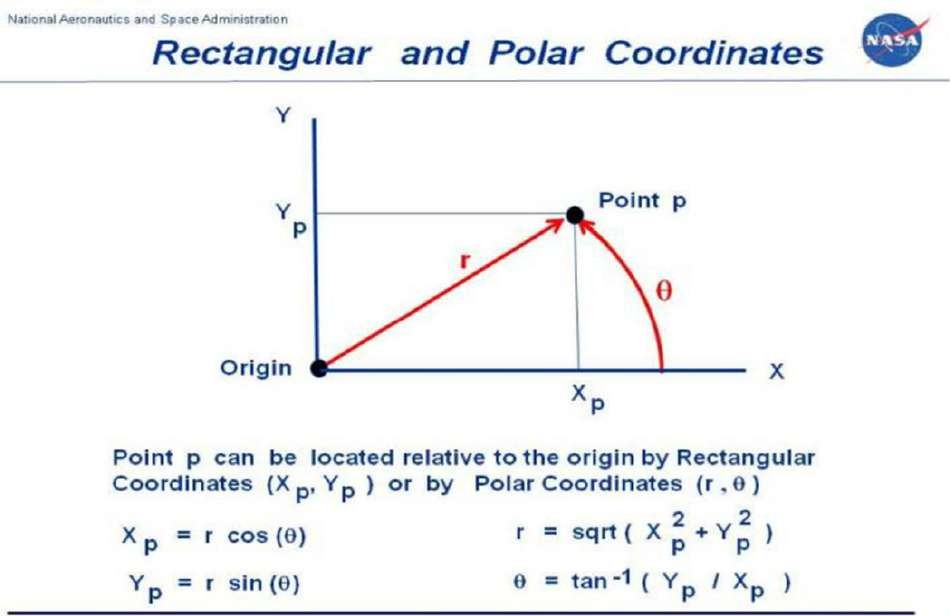 National Aeronautics and Space Administration
Rectangular and Polar Coordinates
NASA
Y
Point p
Yp
r
θ
Origin
X
Xp
Point p can be located relative to the origin by Rectangular
Coordinates (Xp, Yp) or by Polar Coordinates (r, θ)
Xp = r cos (θ)
r = sqrt ( Xp² + Yp² )
Yp = r sin (θ)
θ = tan⁻¹ ( Yp / Xp )